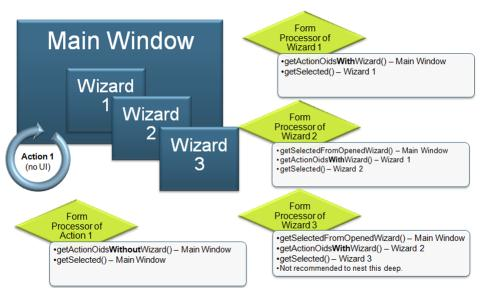 Main Window
Wizard
1
Wizard
2
Wizard
3
Action 1
(no UI)
Form
Processor of
Wizard 1
•getActionOidsWithWizard() – Main Window
•getSelected() – Wizard 1
Form
Processor of
Wizard 2
•getSelectedFromOpenedWizard() – Main Window
•getActionOidsWithWizard() – Wizard 1
•getSelected() – Wizard 2
Form
Processor of
Action 1
•getActionOidsWithoutWizard() – Main Window
•getSelected() – Main Window
Form
Processor of
Wizard 3
•getSelectedFromOpenedWizard() – Main Window
•getActionOidsWithWizard() – Wizard 2
•getSelected() – Wizard 3
•Not recommended to nest this deep.